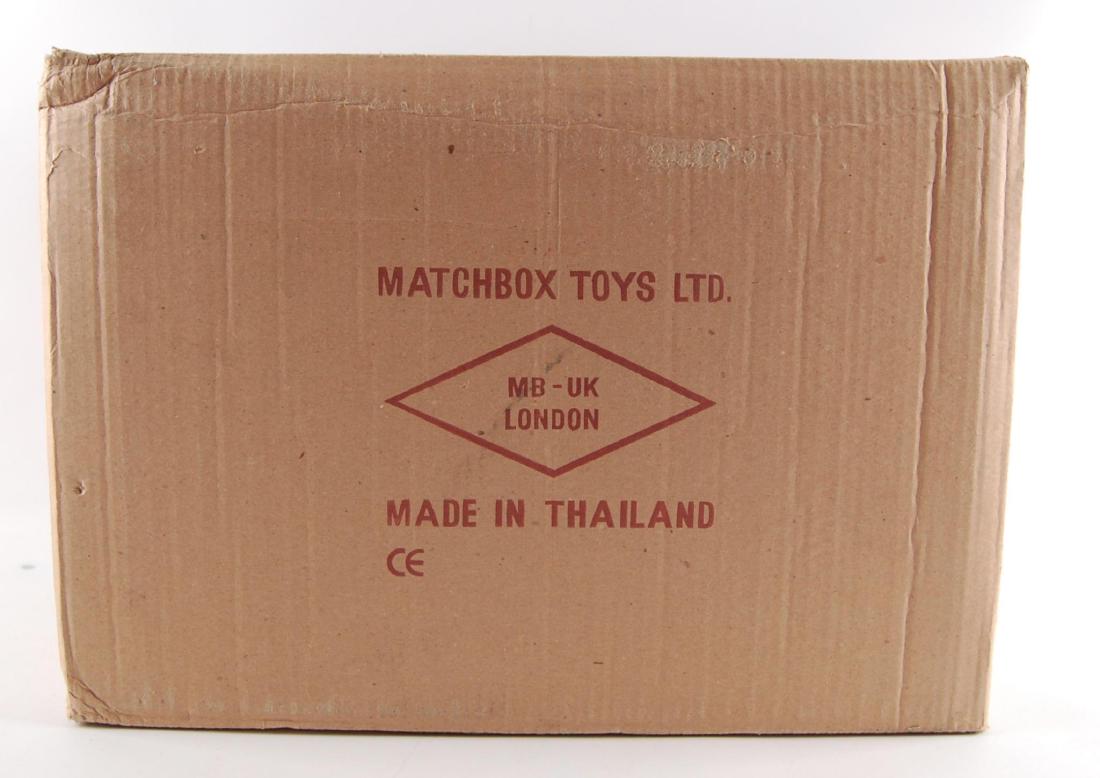 MATCHBOX TOYS LTD.
MB - UK
LONDON
MADE IN THAILAND
CE